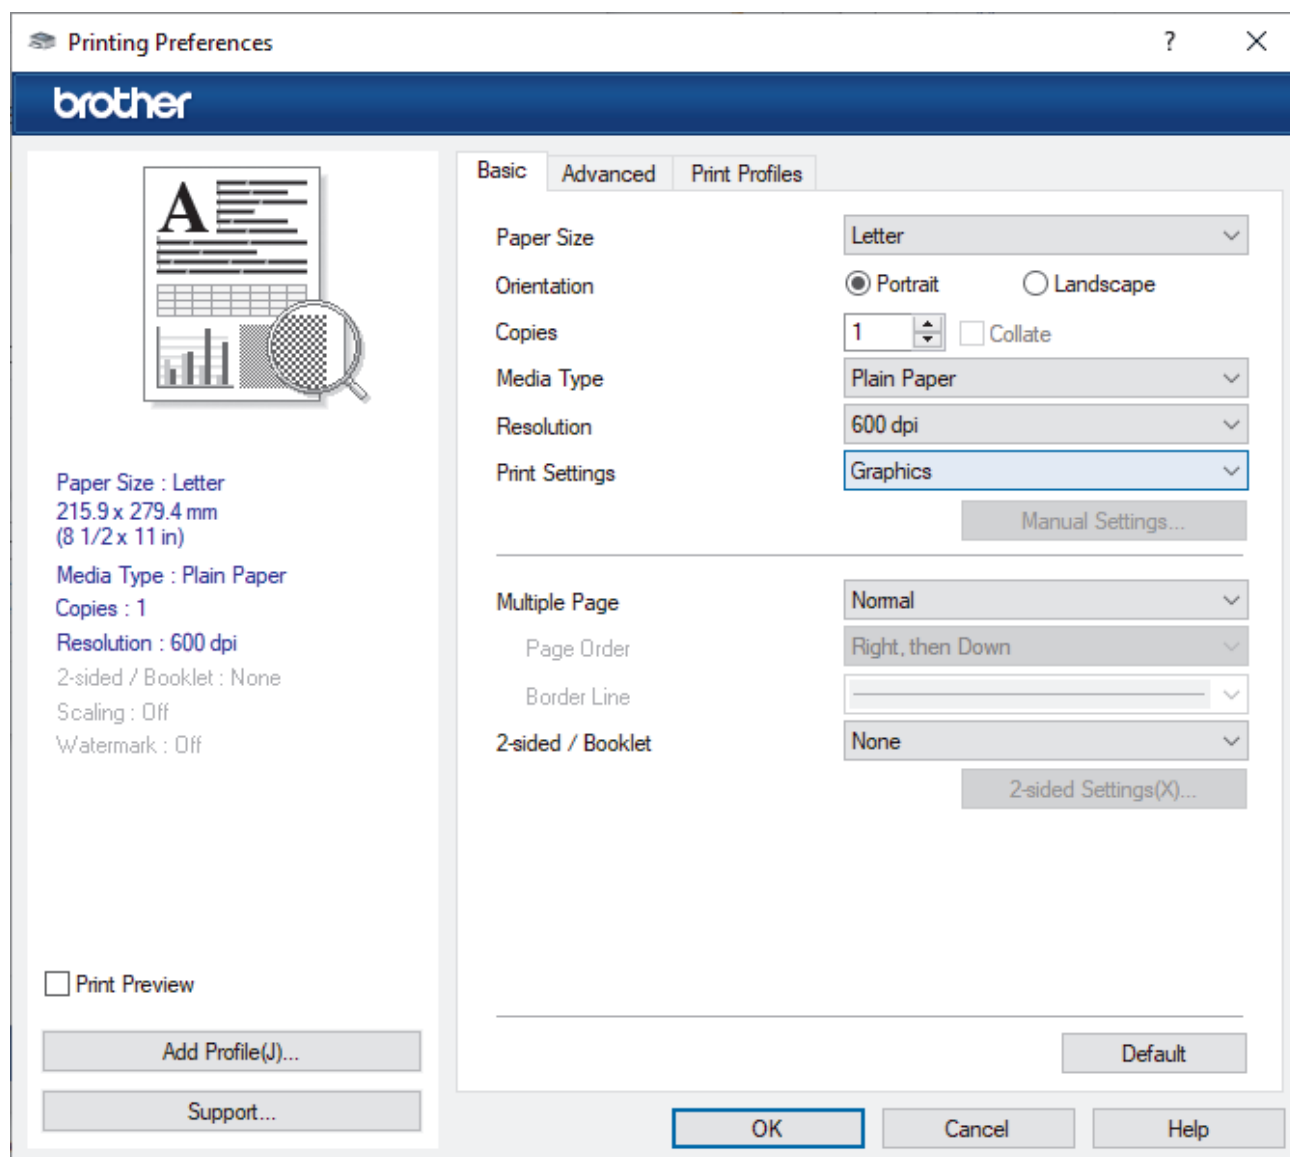 Printing Preferences
?
brother
A
Paper Size : Letter
215.9 x 279.4 mm
(8 1/2 x 11 in)
Media Type : Plain Paper
Copies : 1
Resolution : 600 dpi
2-sided / Booklet : None
Scaling : Off
Watermark : Off
Print Preview
Add Profile(J)...
Support...
Basic Advanced Print Profiles
Paper Size Letter
Orientation Portrait Landscape
Copies 1 Collate
Media Type Plain Paper
Resolution 600 dpi
Print Settings Graphics
Manual Settings...
Multiple Page Normal
Page Order Right, then Down
Border Line
2-sided / Booklet None
2-sided Settings(X)...
Default
OK Cancel Help